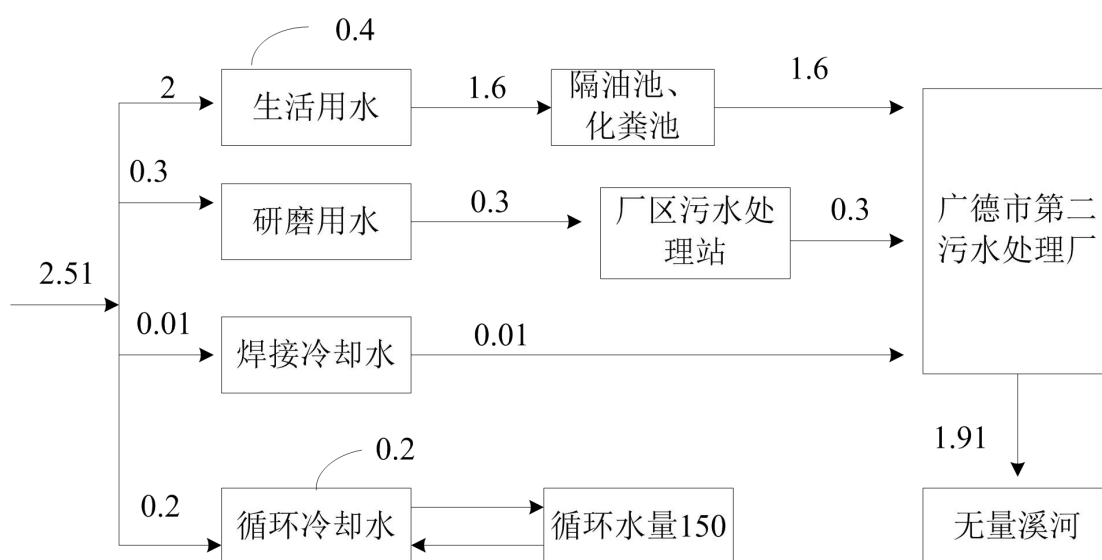 0.4
2
生活用水
1.6
隔油池、
化粪池
1.6
0.3
研磨用水
0.3
厂区污水处
理站
0.3
广德市第二
污水处理厂
2.51
0.01
焊接冷却水
0.01
1.91
0.2
0.2
循环冷却水
循环水量150
无量溪河